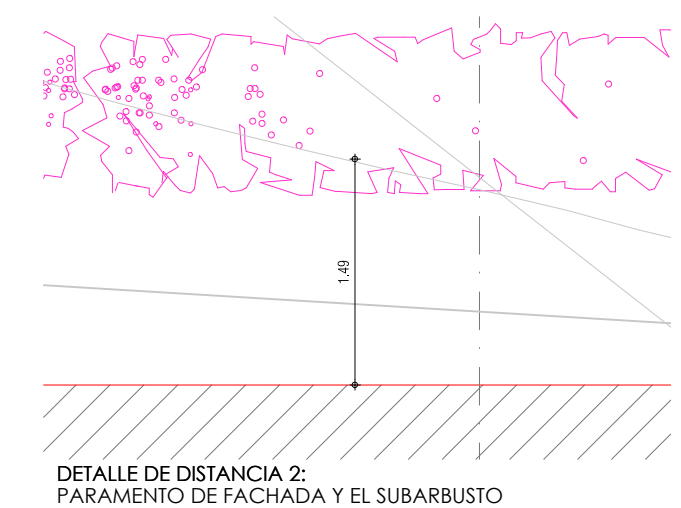 1.49
DETALLE DE DISTANCIA 2:
PARAMENTO DE FACHADA Y EL SUBARBUSTO